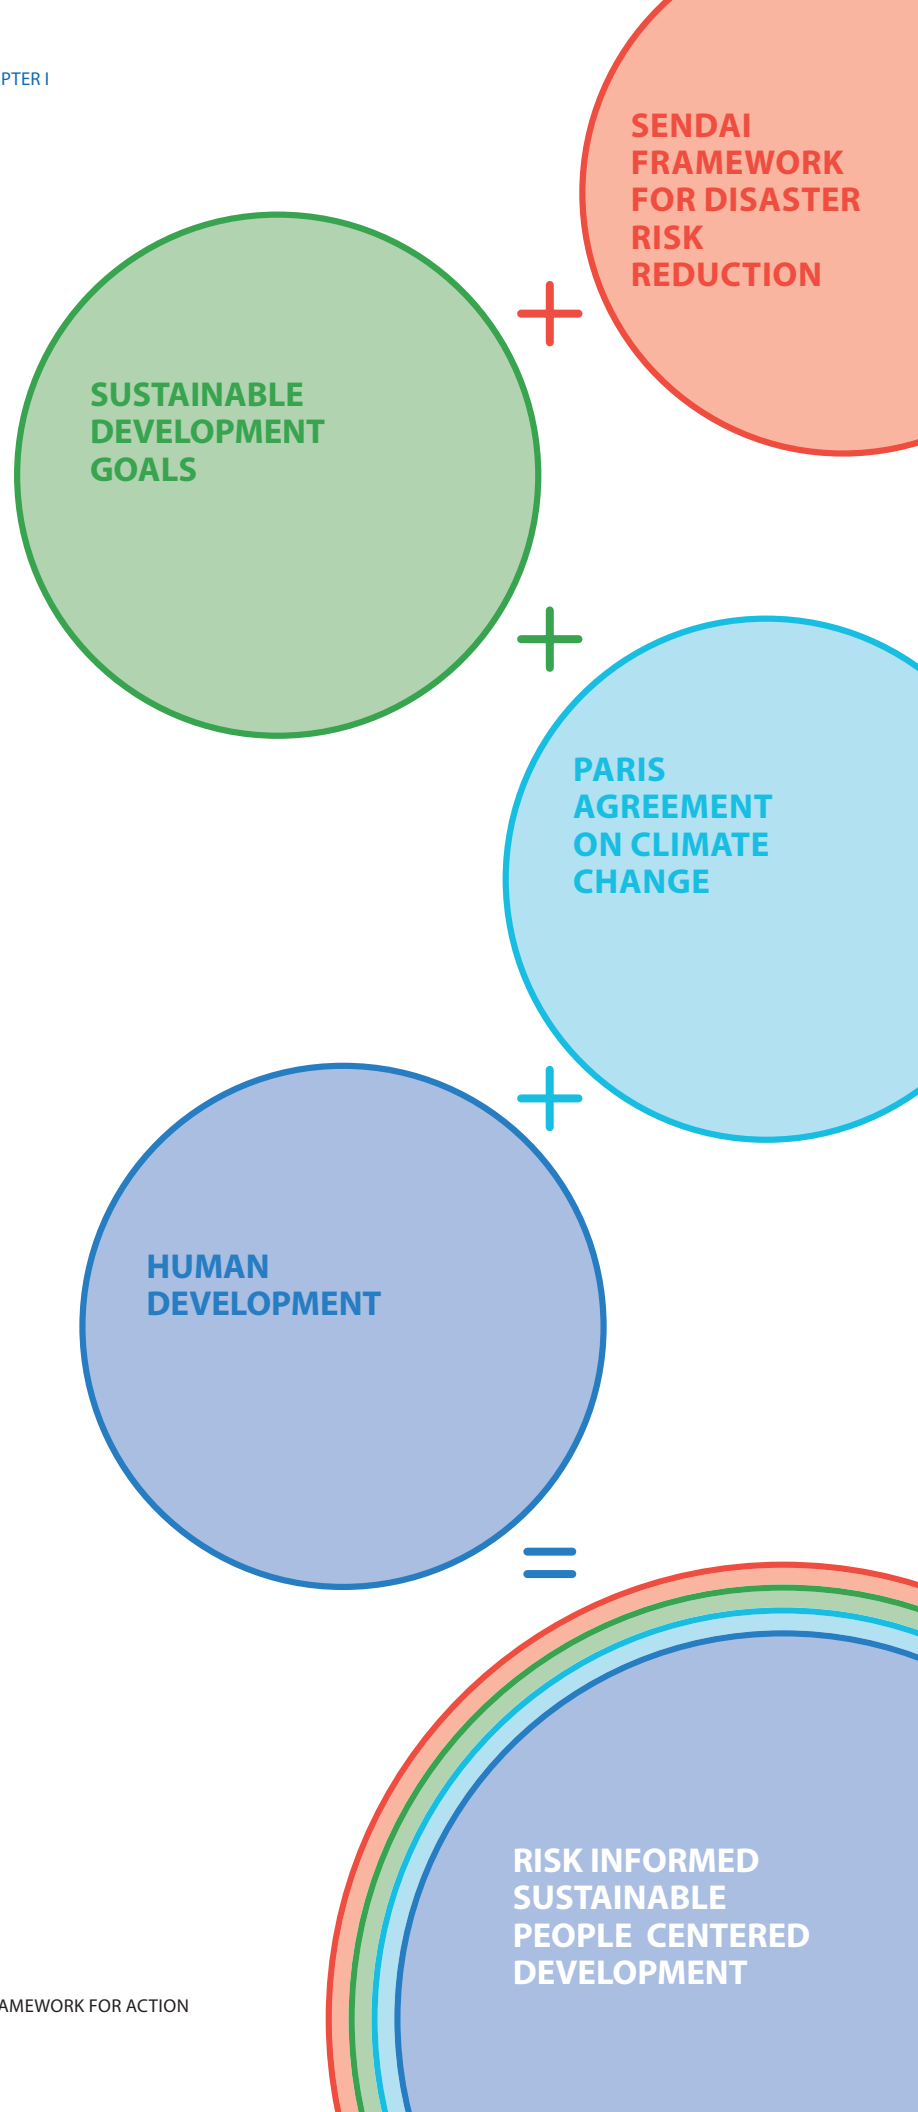 PTER I
SENDAI
FRAMEWORK
FOR DISASTER
RISK
REDUCTION
+
SUSTAINABLE
DEVELOPMENT
GOALS
+
PARIS
AGREEMENT
ON CLIMATE
CHANGE
+
HUMAN
DEVELOPMENT
=
RISK INFORMED
SUSTAINABLE
PEOPLE CENTERED
DEVELOPMENT
AMEWORK FOR ACTION